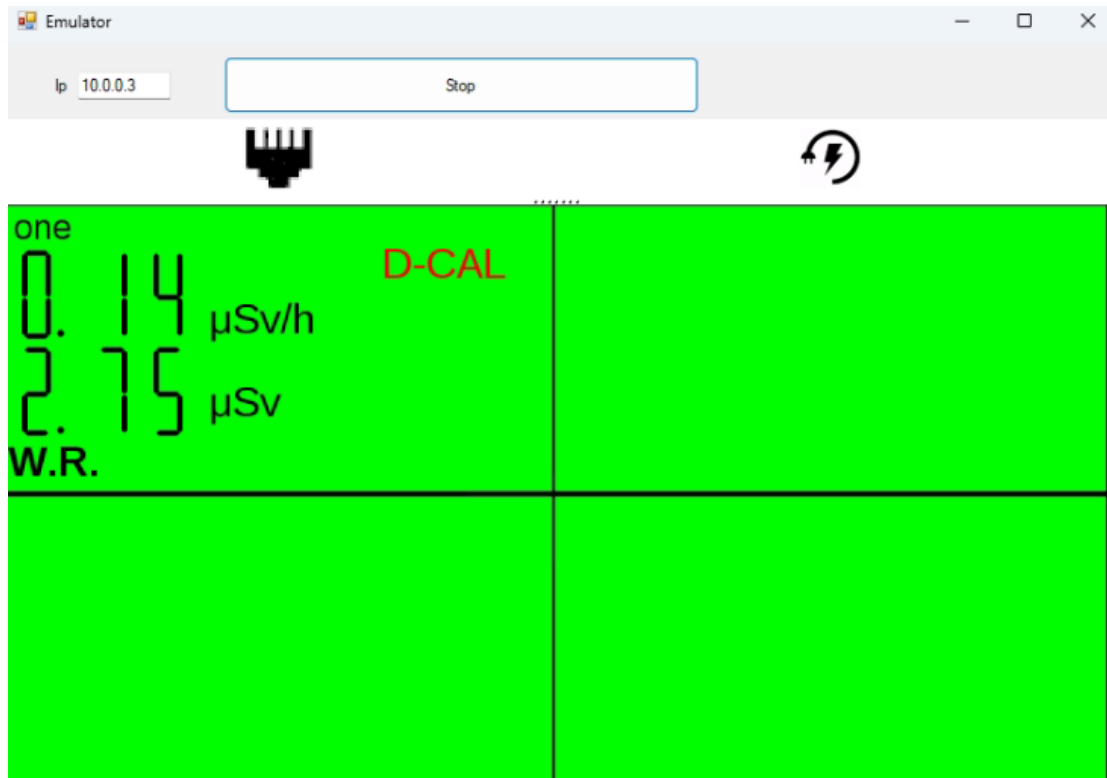 Emulator
Ip 10.0.0.3 Stop
one
D-CAL
0.14 µSv/h
2.75 µSv
W.R.